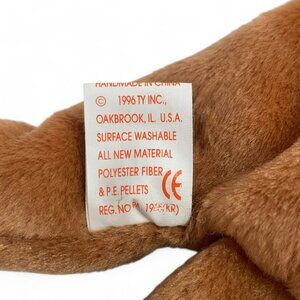 HANDMADE IN CHINA
© 1996 TY INC.,
OAKBROOK, IL. U.S.A.
SURFACE WASHABLE
ALL NEW MATERIAL
POLYESTER FIBER
& P.E. PELLETS CE
REG. NO